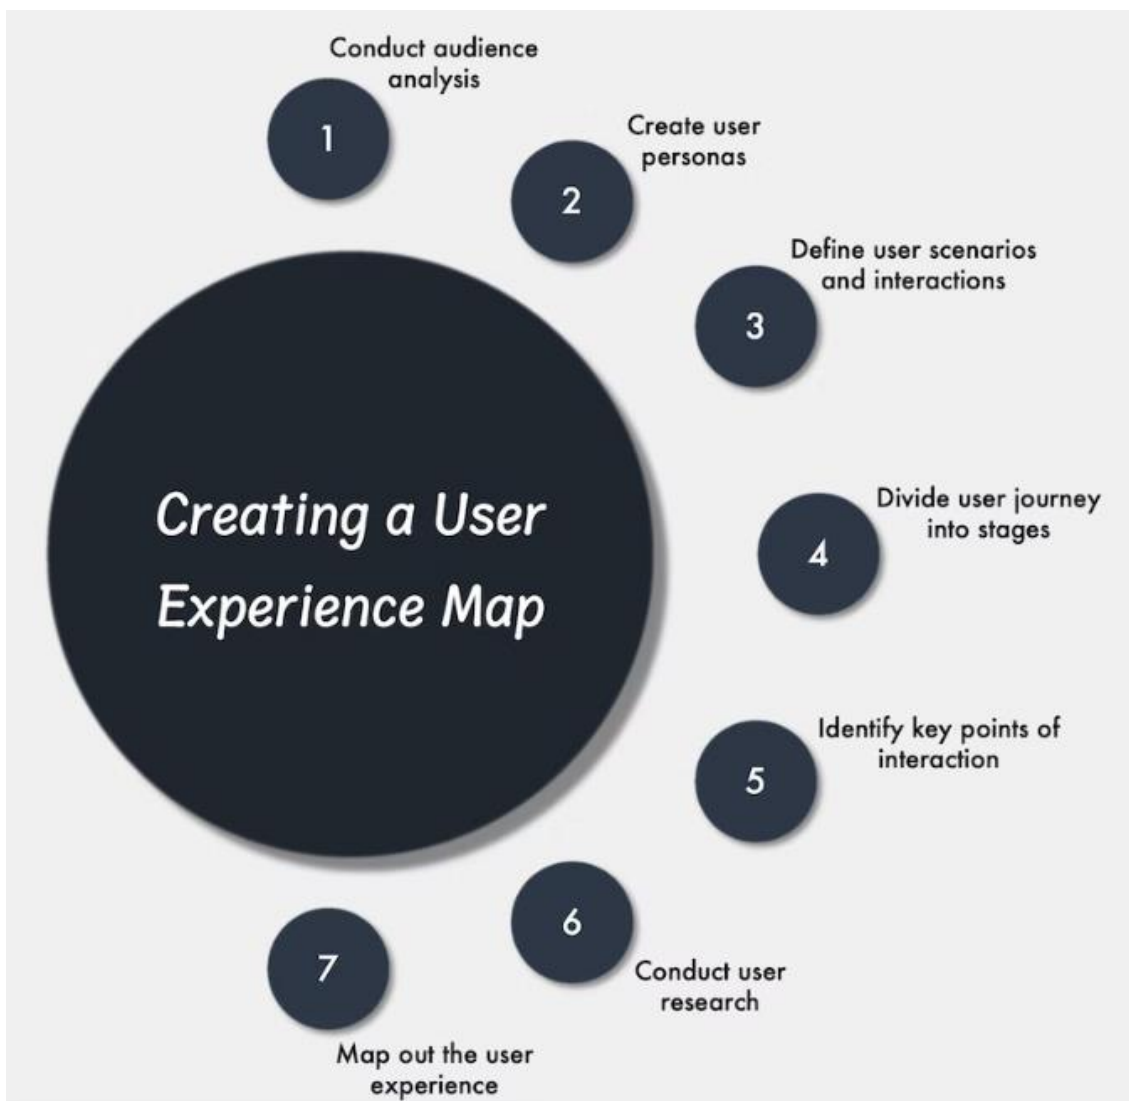 Conduct audience
analysis
1
Create user
personas
2
Define user scenarios
and interactions
3
Divide user journey
into stages
4
Creating a User
Experience Map
Identify key points of
interaction
5
6
Conduct user
research
7
Map out the user
experience